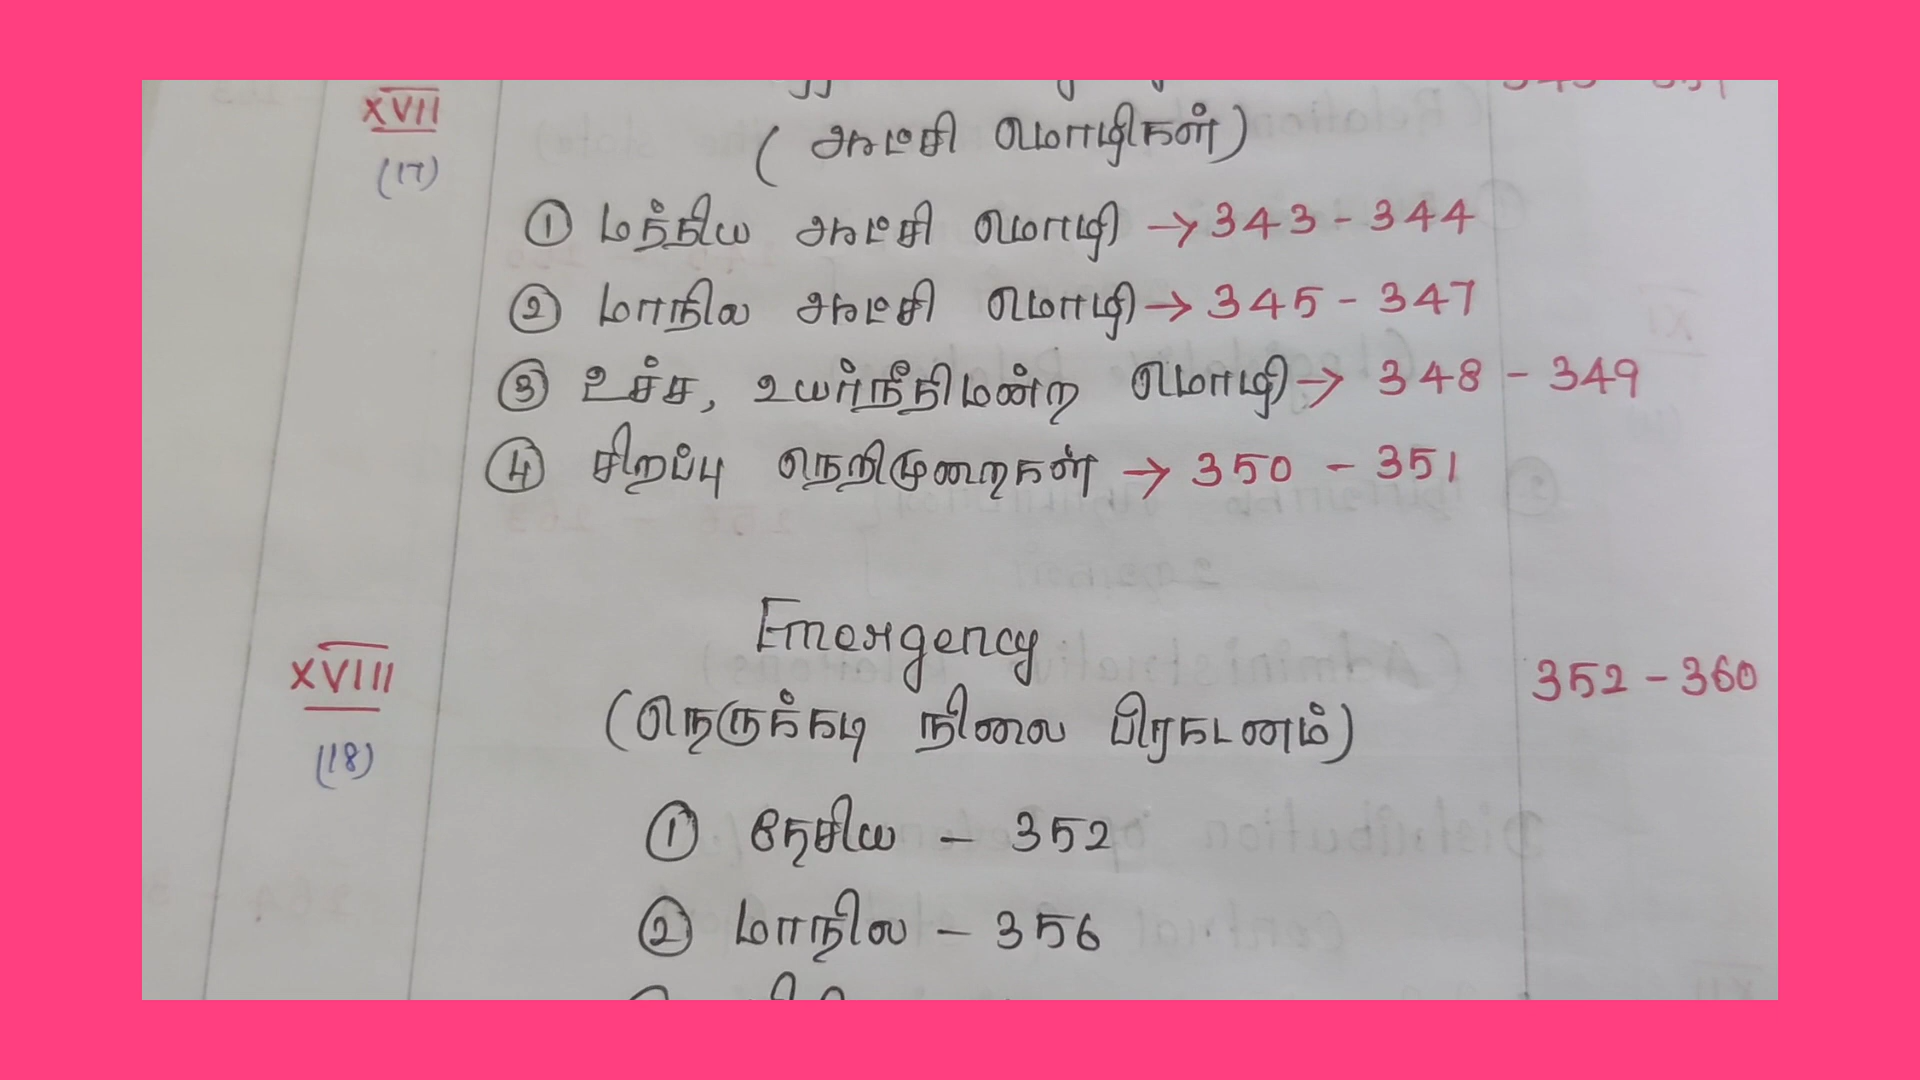 XVII
(17)
(ஆட்சி மொழிகள்)
① மத்திய ஆட்சி மொழி → 343 - 344
② மாநில ஆட்சி மொழி → 345 - 347
③ உச்ச, உயர்நீதிமன்ற மொழி → 348 - 349
④ சிறப்பு நெறிமுறைகள் → 350 - 351
XVIII
(18)
Emergency
352 - 360
(நெருக்கடி நிலை பிரகடனம்)
① தேசிய - 352
② மாநில - 356